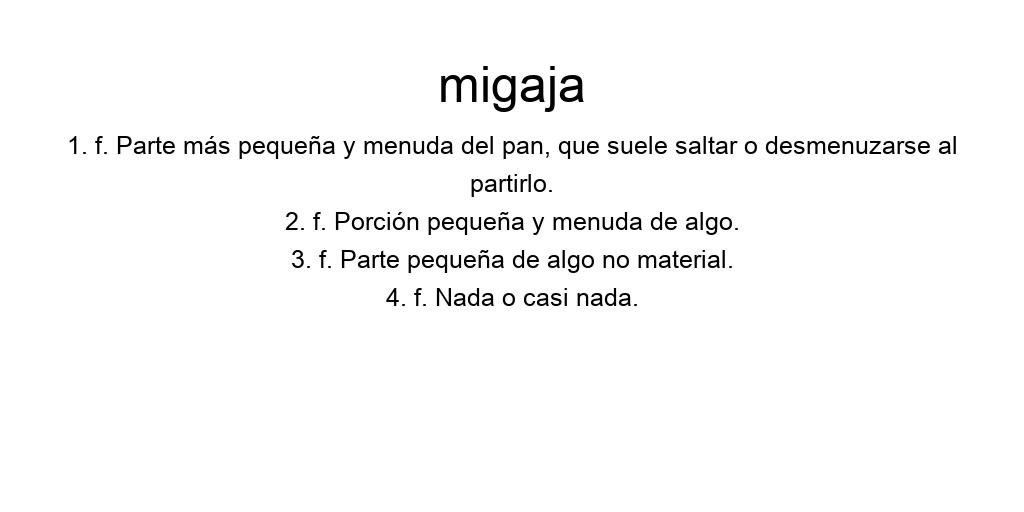 migaja
1. f. Parte más pequeña y menuda del pan, que suele saltar o desmenuzarse al
partirlo.
2. f. Porción pequeña y menuda de algo.
3. f. Parte pequeña de algo no material.
4. f. Nada o casi nada.